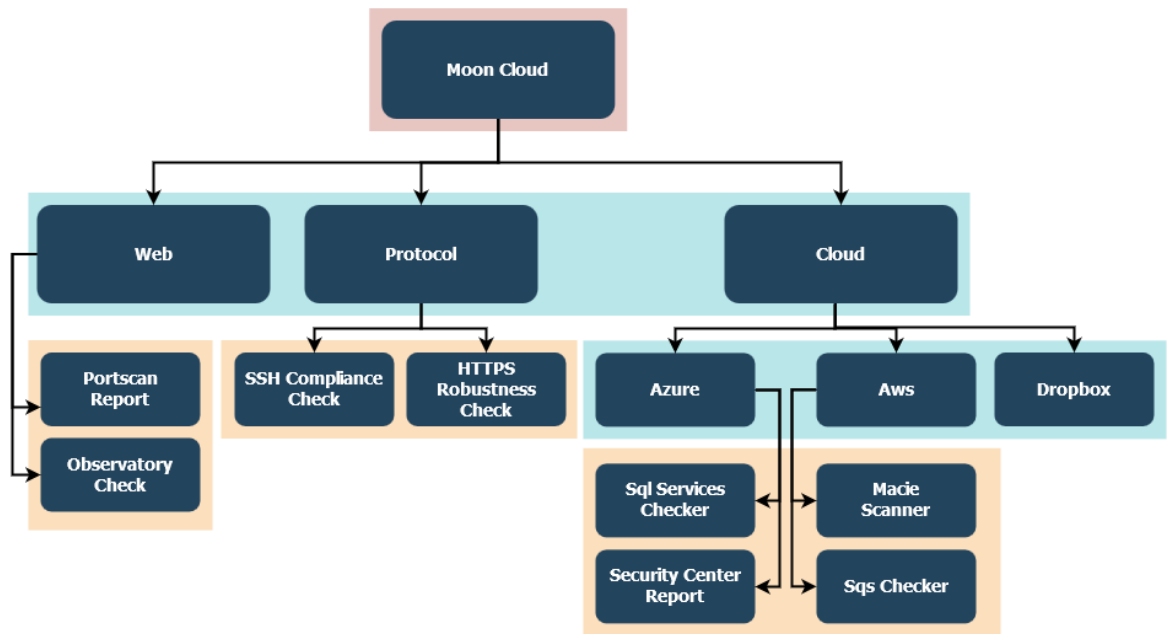 Moon Cloud
Web
Protocol
Cloud
Portscan
Report
Observatory
Check
SSH Compliance
Check
HTTPS
Robustness
Check
Azure
Aws
Dropbox
Sql Services
Checker
Security Center
Report
Macie
Scanner
Sqs Checker